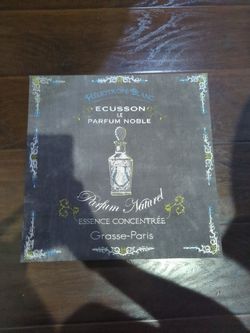 ECUSSON
LE
PARFUM NOBLE
Parfum Naturel
ESSENCE CONCENTRÉE
Grasse-Paris